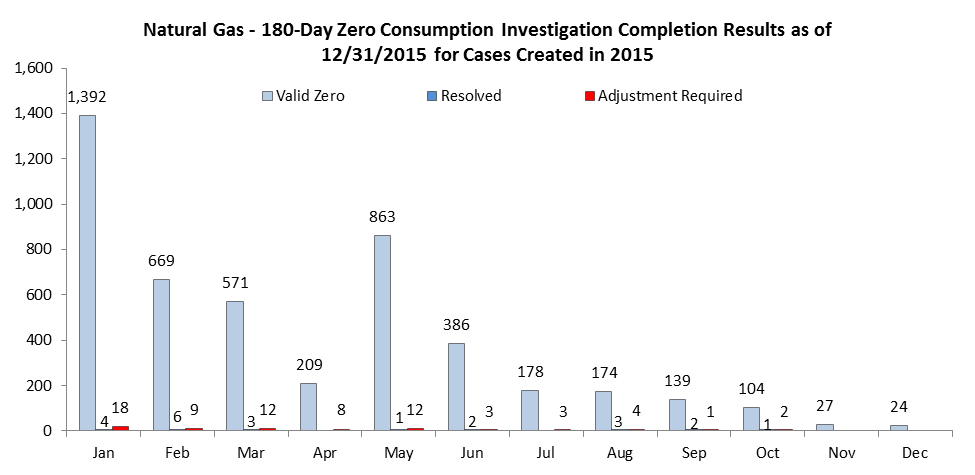 Natural Gas - 180-Day Zero Consumption Investigation Completion Results as of
12/31/2015 for Cases Created in 2015
1,600
Valid Zero Resolved Adjustment Required
1,392
1,400
1,200
1,000
863
800
669
571
600
386
400
209
178 174 139 104
200
27 24
4 18 6 9 3 12 8 1 12 2 3 3 3 4 2 1 1 2
0
Jan Feb Mar Apr May Jun Jul Aug Sep Oct Nov Dec